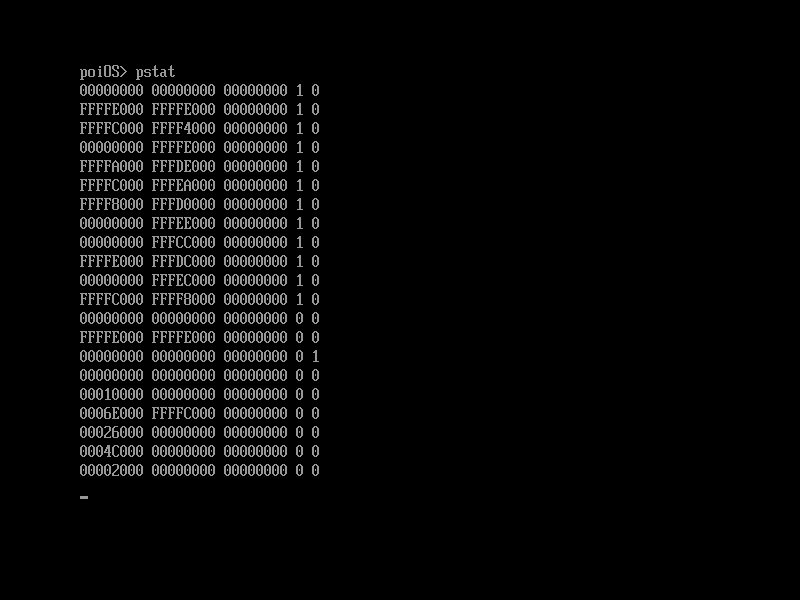 poiOS> pstat
00000000 00000000 00000000 1 0
FFFFE000 FFFFE000 00000000 1 0
FFFFC000 FFFF4000 00000000 1 0
00000000 FFFFE000 00000000 1 0
FFFFA000 FFFDE000 00000000 1 0
FFFFC000 FFFEA000 00000000 1 0
FFFF8000 FFFD0000 00000000 1 0
00000000 FFFEE000 00000000 1 0
00000000 FFFCC000 00000000 1 0
FFFFE000 FFFDC000 00000000 1 0
00000000 FFFEC000 00000000 1 0
FFFFC000 FFFF8000 00000000 1 0
00000000 00000000 00000000 0 0
FFFFE000 FFFFE000 00000000 0 0
00000000 00000000 00000000 0 1
00000000 00000000 00000000 0 0
00010000 00000000 00000000 0 0
0006E000 FFFFC000 00000000 0 0
00026000 00000000 00000000 0 0
0004C000 00000000 00000000 0 0
00002000 00000000 00000000 0 0